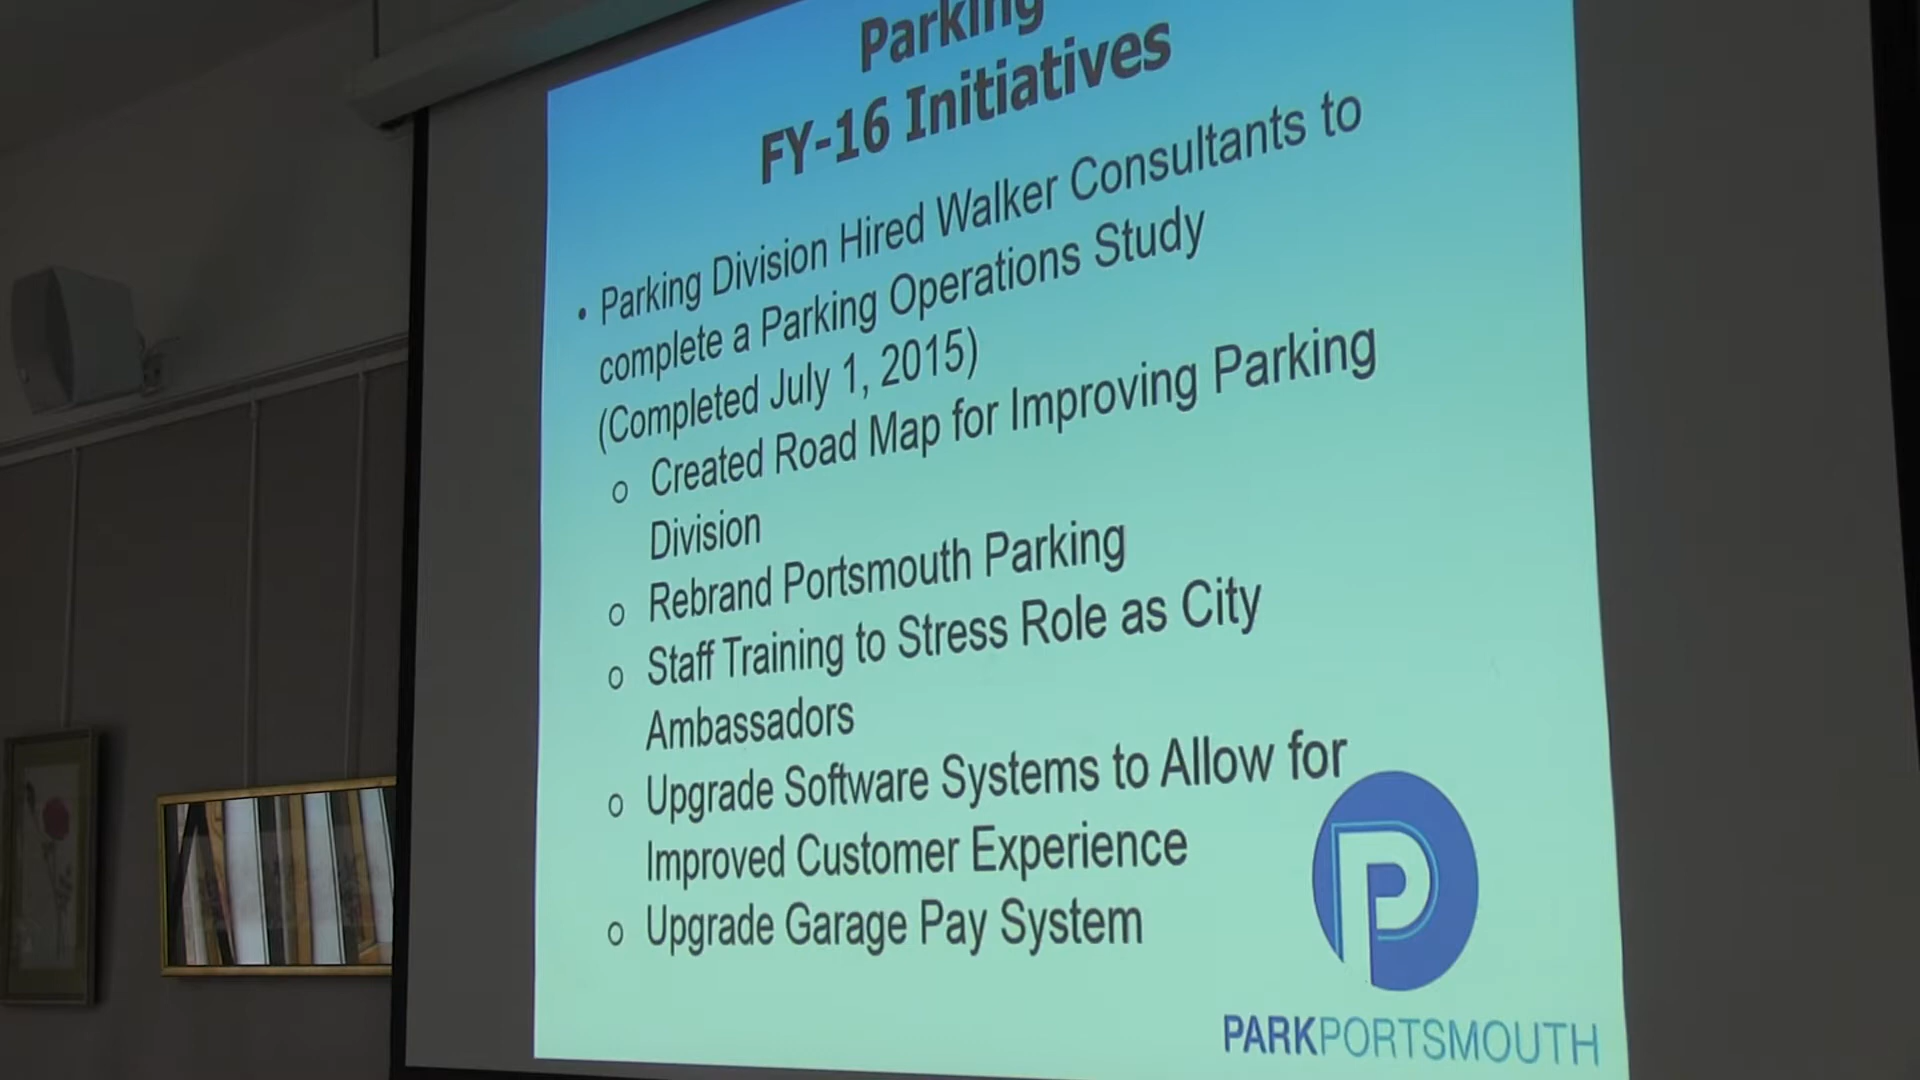 Parking
FY-16 Initiatives
• Parking Division Hired Walker Consultants to
complete a Parking Operations Study
(Completed July 1, 2015)
o Created Road Map for Improving Parking
Division
o Rebrand Portsmouth Parking
o Staff Training to Stress Role as City
Ambassadors
o Upgrade Software Systems to Allow for
Improved Customer Experience
o Upgrade Garage Pay System
P
PARKPORTSMOUTH